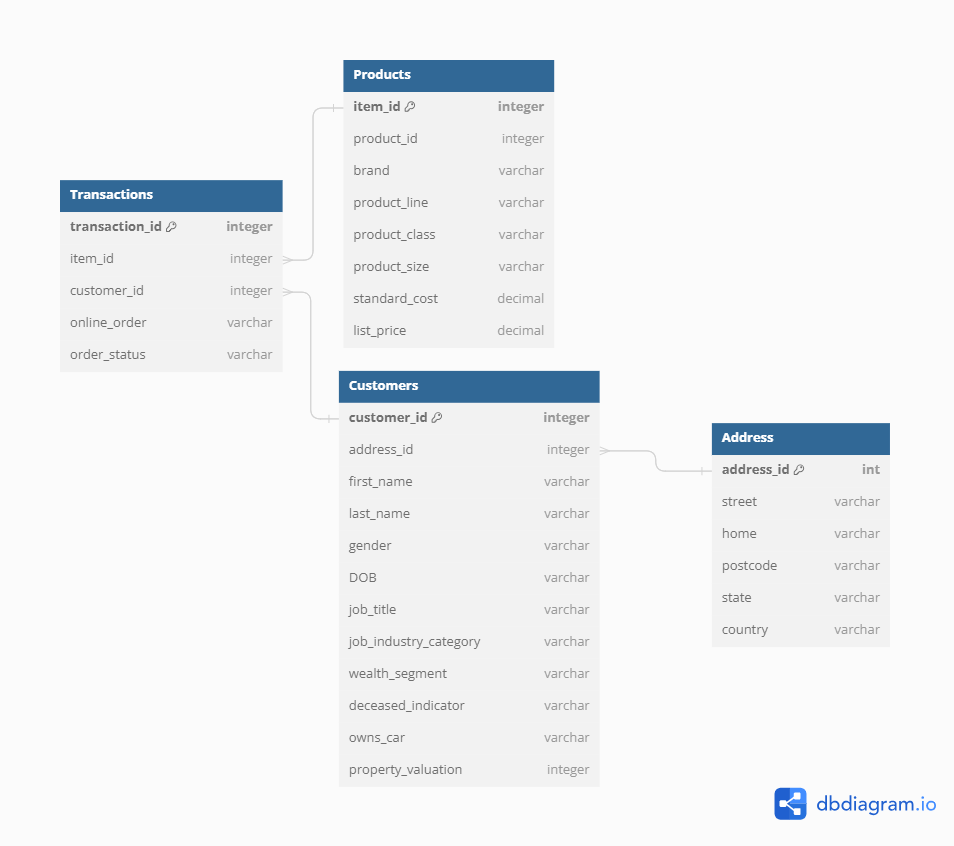 Products
item_id integer
product_id integer
brand varchar
product_line varchar
product_class varchar
product_size varchar
standard_cost decimal
list_price decimal
Transactions
transaction_id integer
item_id integer
customer_id integer
online_order varchar
order_status varchar
Customers
customer_id integer
address_id integer
first_name varchar
last_name varchar
gender varchar
DOB varchar
job_title varchar
job_industry_category varchar
wealth_segment varchar
deceased_indicator varchar
owns_car varchar
property_valuation integer
Address
address_id int
street varchar
home varchar
postcode varchar
state varchar
country varchar
dbdiagram.io